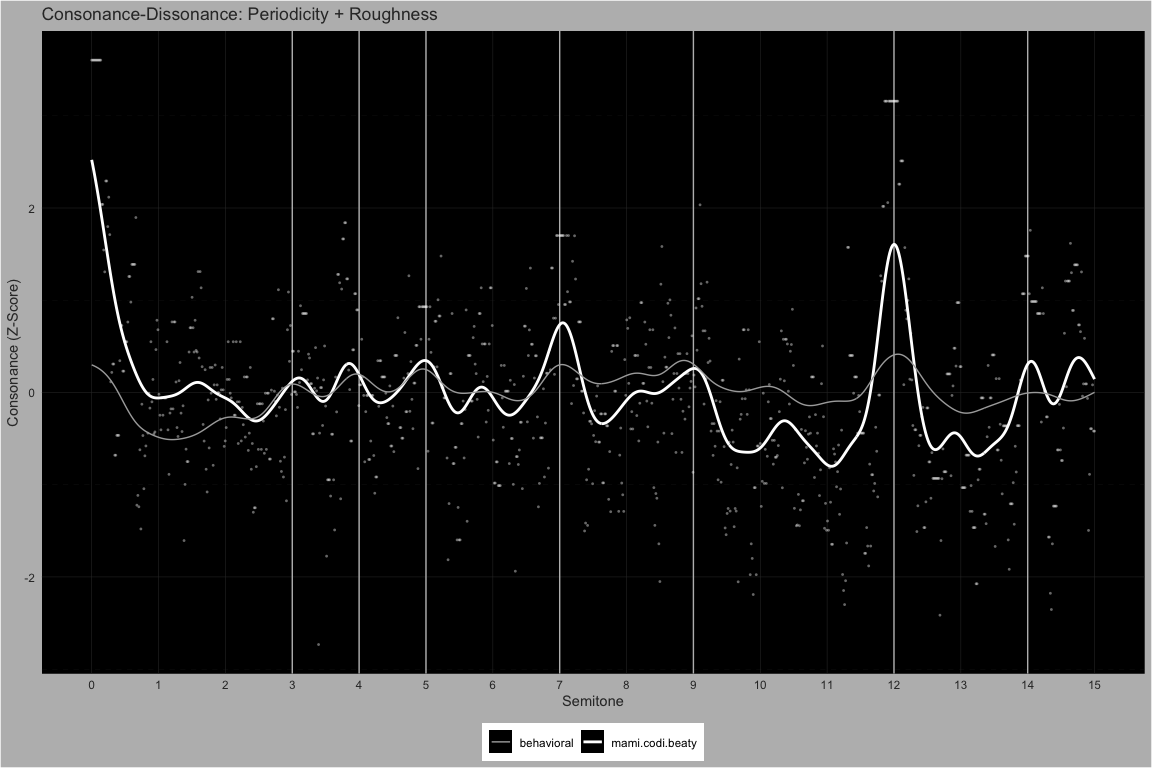 Consonance-Dissonance: Periodicity + Roughness
Consonance (Z-Score)
2
0
-2
0 1 2 3 4 5 6 7 8 9 10 11 12 13 14 15
Semitone
behavioral mami.codi.beaty